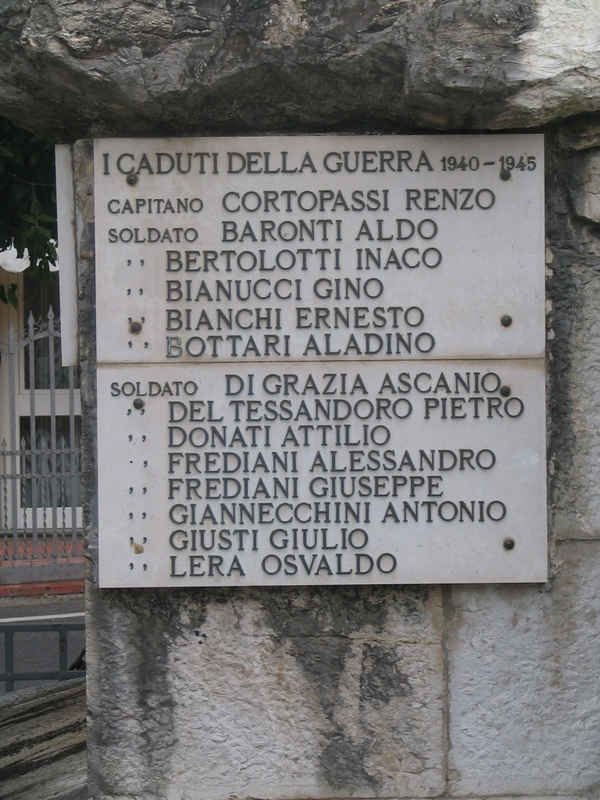 I CADUTI DELLA GUERRA 1940-1945
CAPITANO CORTOPASSI RENZO
SOLDATO BARONTI ALDO
,, BERTOLOTTI INACO
,, BIANUCCI GINO
,, BIANCHI ERNESTO
,, BOTTARI ALADINO
SOLDATO DI GRAZIA ASCANIO
,, DEL TESSANDORO PIETRO
,, DONATI ATTILIO
,, FREDIANI ALESSANDRO
,, FREDIANI GIUSEPPE
,, GIANNECCHINI ANTONIO
,, GIUSTI GIULIO
,, LERA OSVALDO